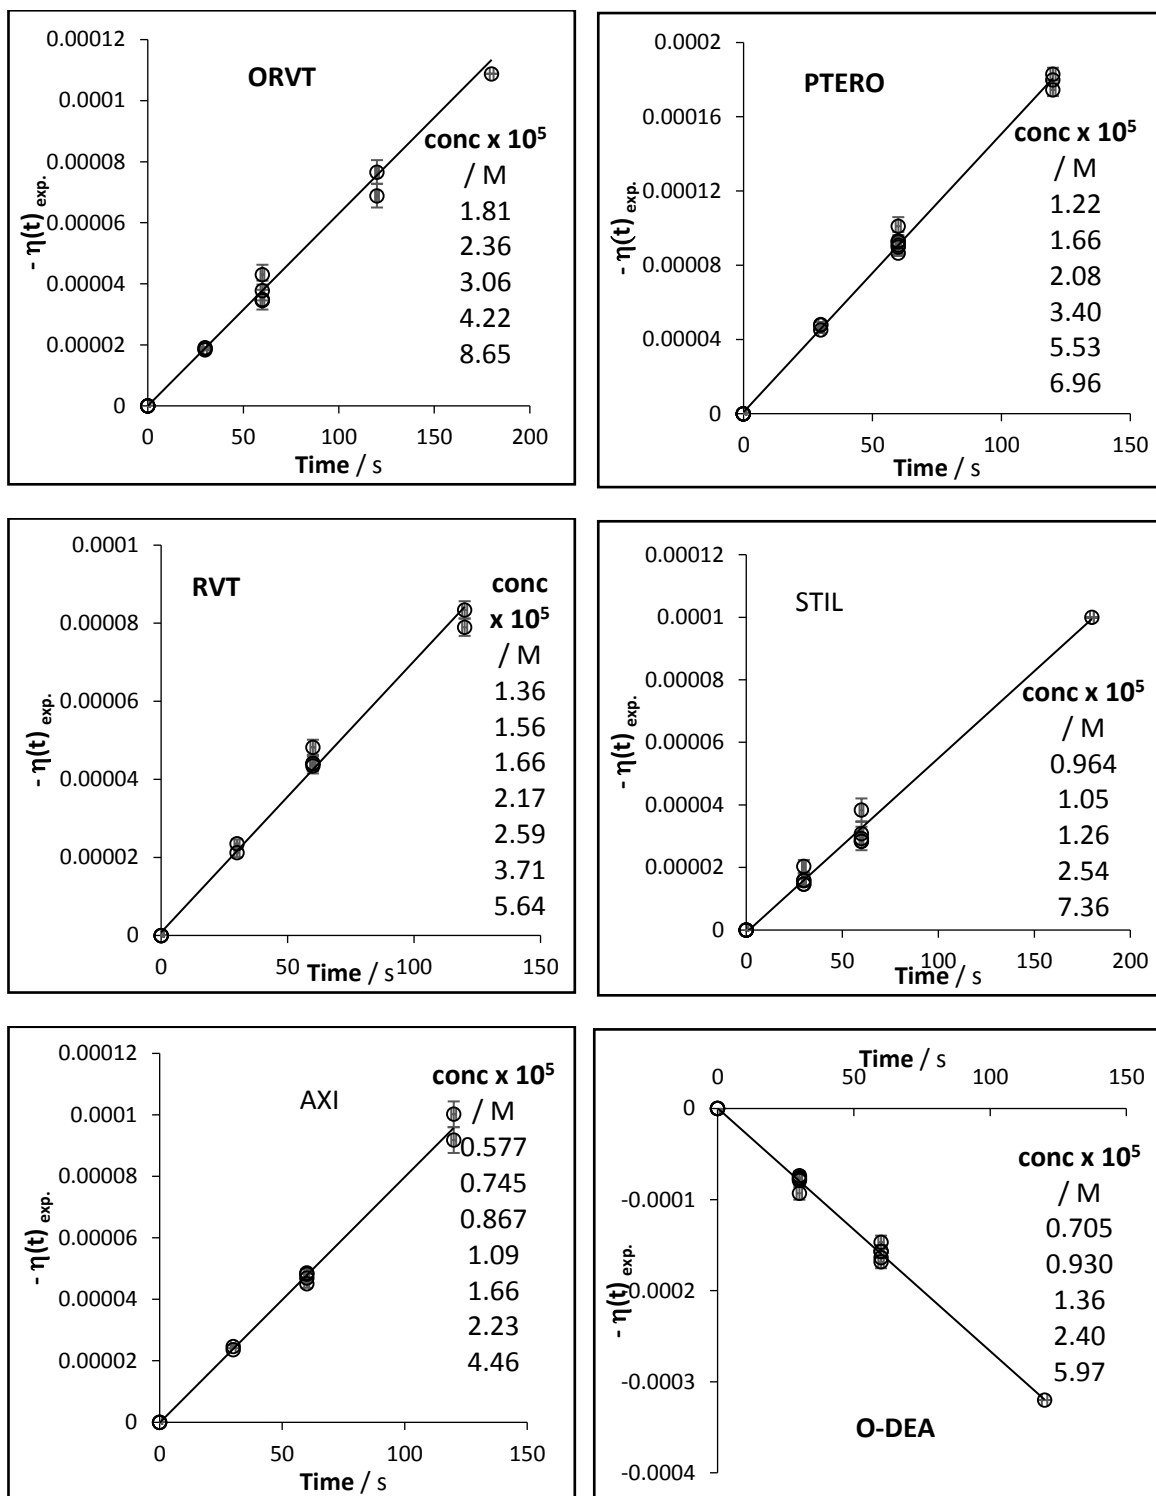 0.00012
0.0001
0.00008
0.00006
0.00004
0.00002
0
0 50 100 150 200
- η(t) exp.
Time / s
ORVT
conc x 10⁵
/ M
1.81
2.36
3.06
4.22
8.65
0.0002
0.00016
0.00012
0.00008
0.00004
0
0 50 100 150
- η(t) exp.
Time / s
PTERO
conc x 10⁵
/ M
1.22
1.66
2.08
3.40
5.53
6.96
0.0001
0.00008
0.00006
0.00004
0.00002
0
0 50 100 150
- η(t) exp.
Time / s
RVT
conc
x 10⁵
/ M
1.36
1.56
1.66
2.17
2.59
3.71
5.64
0.00012
0.0001
0.00008
0.00006
0.00004
0.00002
0
0 50 100 150 200
- η(t) exp.
Time / s
STIL
conc x 10⁵
/ M
0.964
1.05
1.26
2.54
7.36
0.00012
0.0001
0.00008
0.00006
0.00004
0.00002
0
0 50 100 150
- η(t) exp.
Time / s
AXI
conc x 10⁵
/ M
0.577
0.745
0.867
1.09
1.66
2.23
4.46
Time / s
0 50 100 150
0
-0.0001
-0.0002
-0.0003
-0.0004
- η(t) exp.
conc x 10⁵
/ M
0.705
0.930
1.36
2.40
5.97
O-DEA